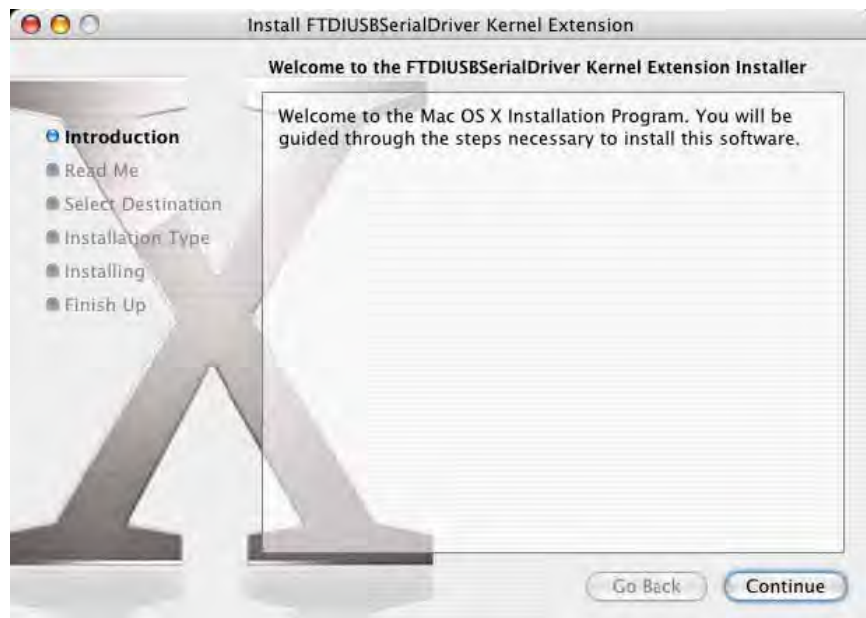 Install FTDIUSBSerialDriver Kernel Extension
Welcome to the FTDIUSBSerialDriver Kernel Extension Installer
Introduction
Read Me
Select Destination
Installation Type
Installing
Finish Up
Welcome to the Mac OS X Installation Program. You will be
guided through the steps necessary to install this software.
Go Back
Continue